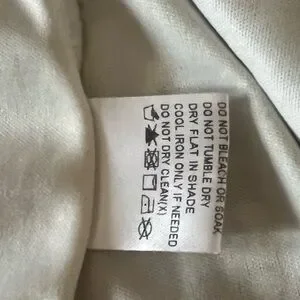 DO NOT BLEACH OR SOAK
DO NOT TUMBLE DRY
DRY FLAT IN SHADE
COOL IRON ONLY IF NEEDED
DO NOT DRY CLEAN(X)